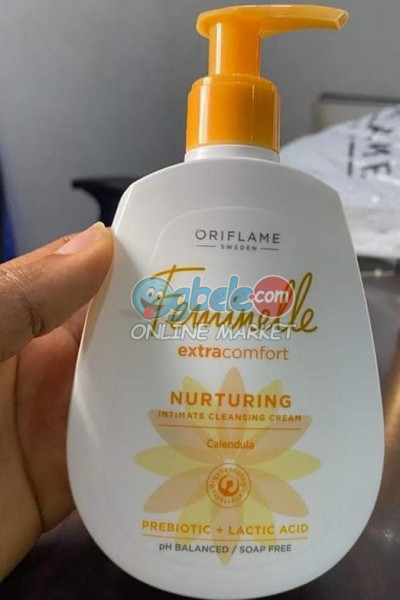 ORIFLAME
SWEDEN
Feminelle
ebele.com
ONLINE MARKET
extracomfort
NURTURING
INTIMATE CLEANSING CREAM
Calendula
PREBIOTIC + LACTIC ACID
pH BALANCED / SOAP FREE